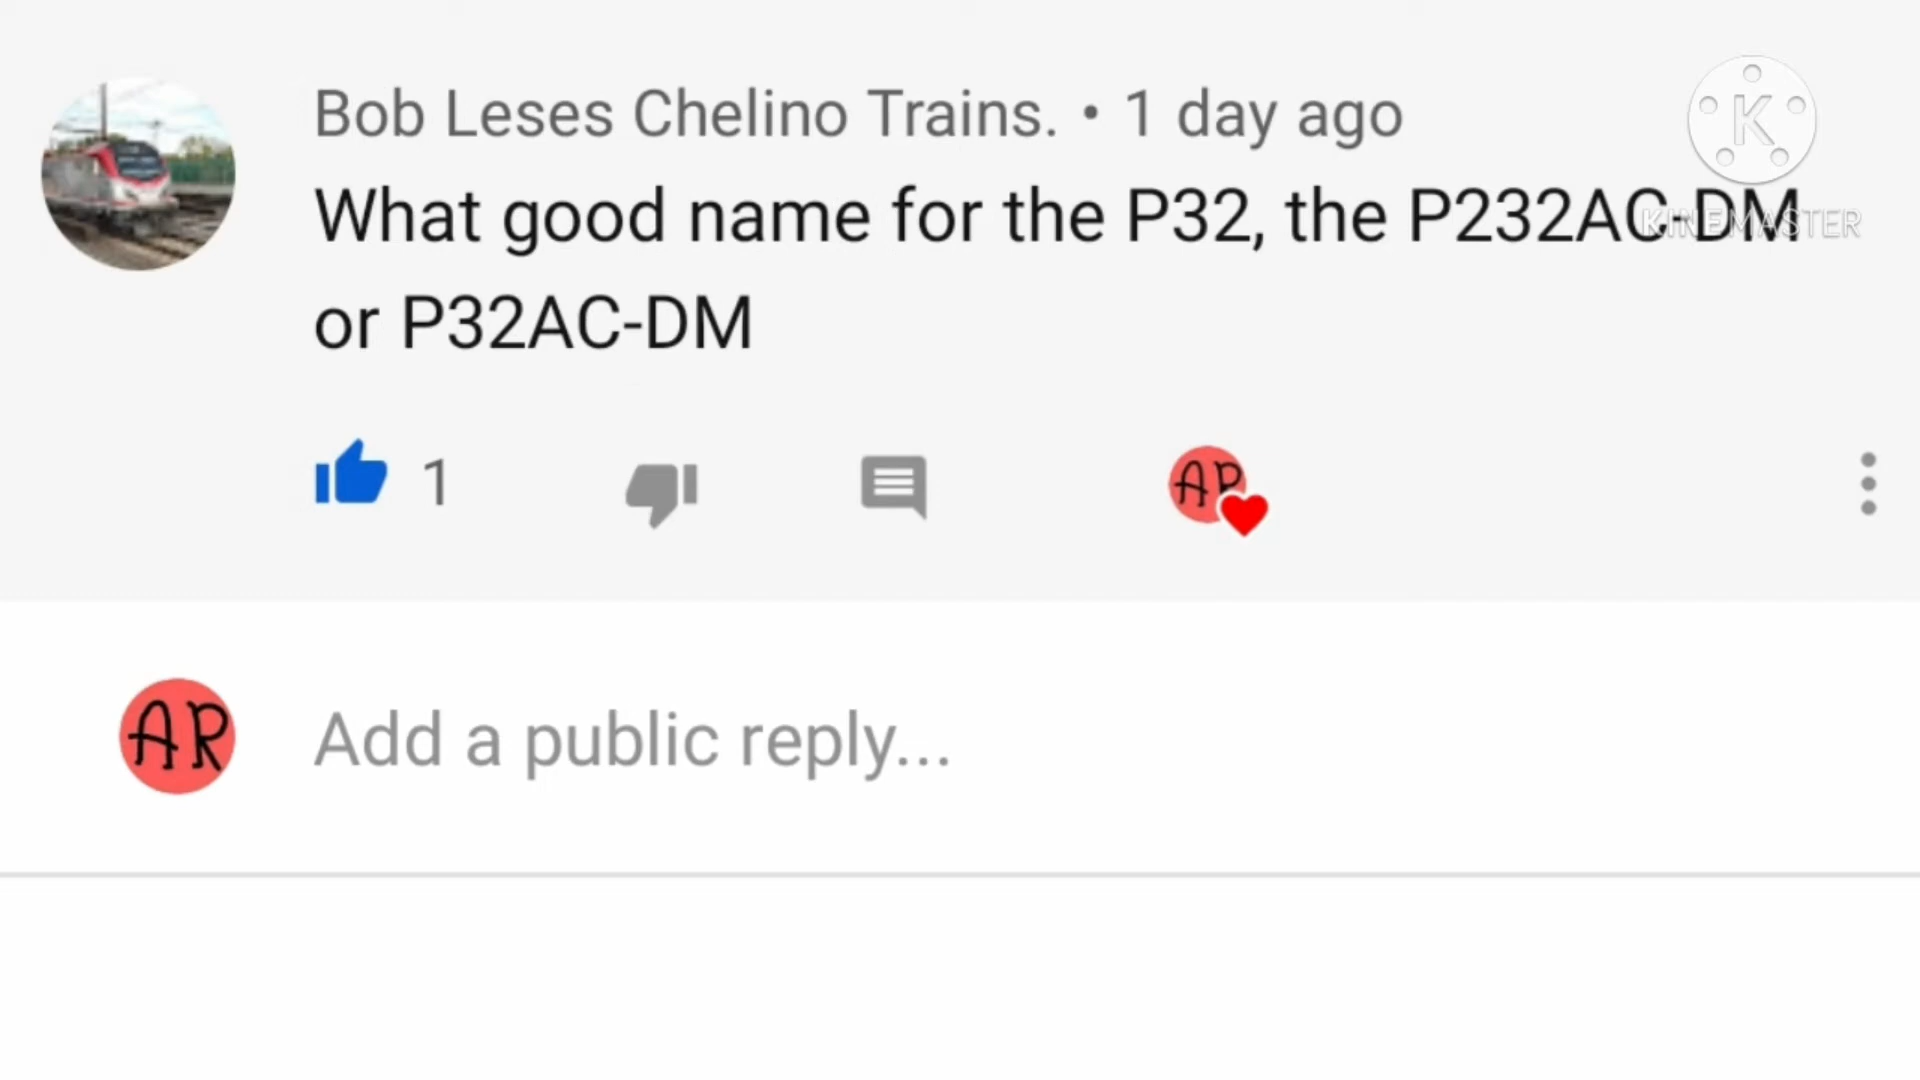 Bob Leses Chelino Trains. • 1 day ago
K
What good name for the P32, the P232AC-DM
KINEMASTER
or P32AC-DM
1
AR
AR
Add a public reply...